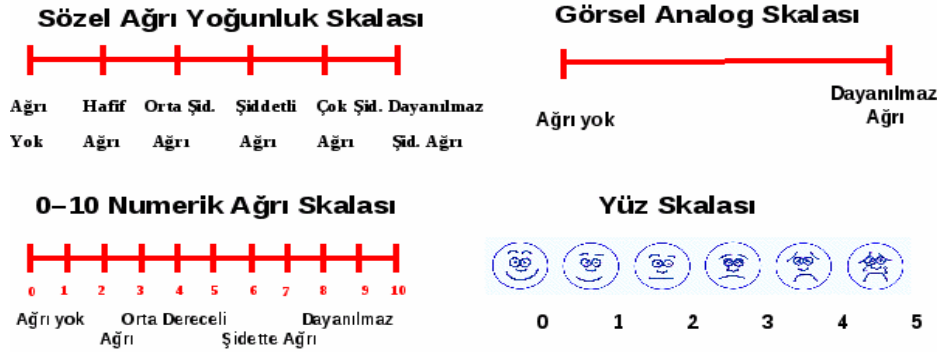 Sözel Ağrı Yoğunluk Skalası
Ağrı Hafif Orta Şid. Şiddetli Çok Şid. Dayanılmaz
Yok Ağrı Ağrı Ağrı Ağrı Şid. Ağrı
Görsel Analog Skalası
Ağrı yok
Dayanılmaz
Ağrı
0–10 Numerik Ağrı Skalası
0 1 2 3 4 5 6 7 8 9 10
Ağrı yok Orta Dereceli Dayanılmaz
Ağrı Şidette Ağrı
Yüz Skalası
0 1 2 3 4 5